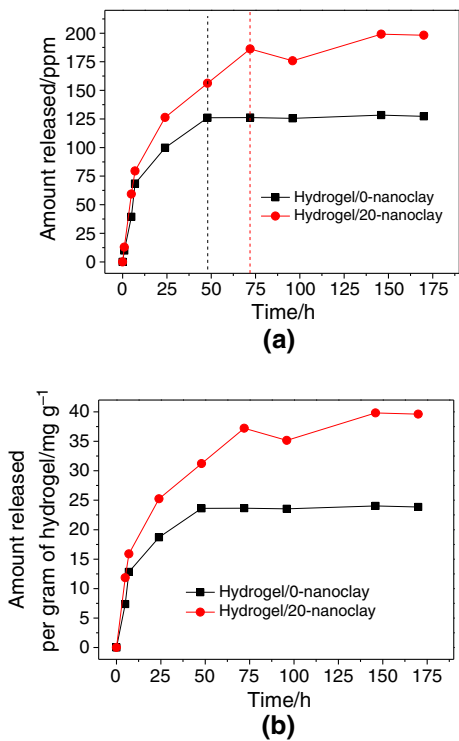 200
175
150
125
100
75
50
25
0
Amount released/ppm
Hydrogel/0-nanoclay
Hydrogel/20-nanoclay
0 25 50 75 100 125 150 175
Time/h
(a)
40
35
30
25
20
15
10
5
0
Amount released
per gram of hydrogel/mg g⁻¹
Hydrogel/0-nanoclay
Hydrogel/20-nanoclay
0 25 50 75 100 125 150 175
Time/h
(b)